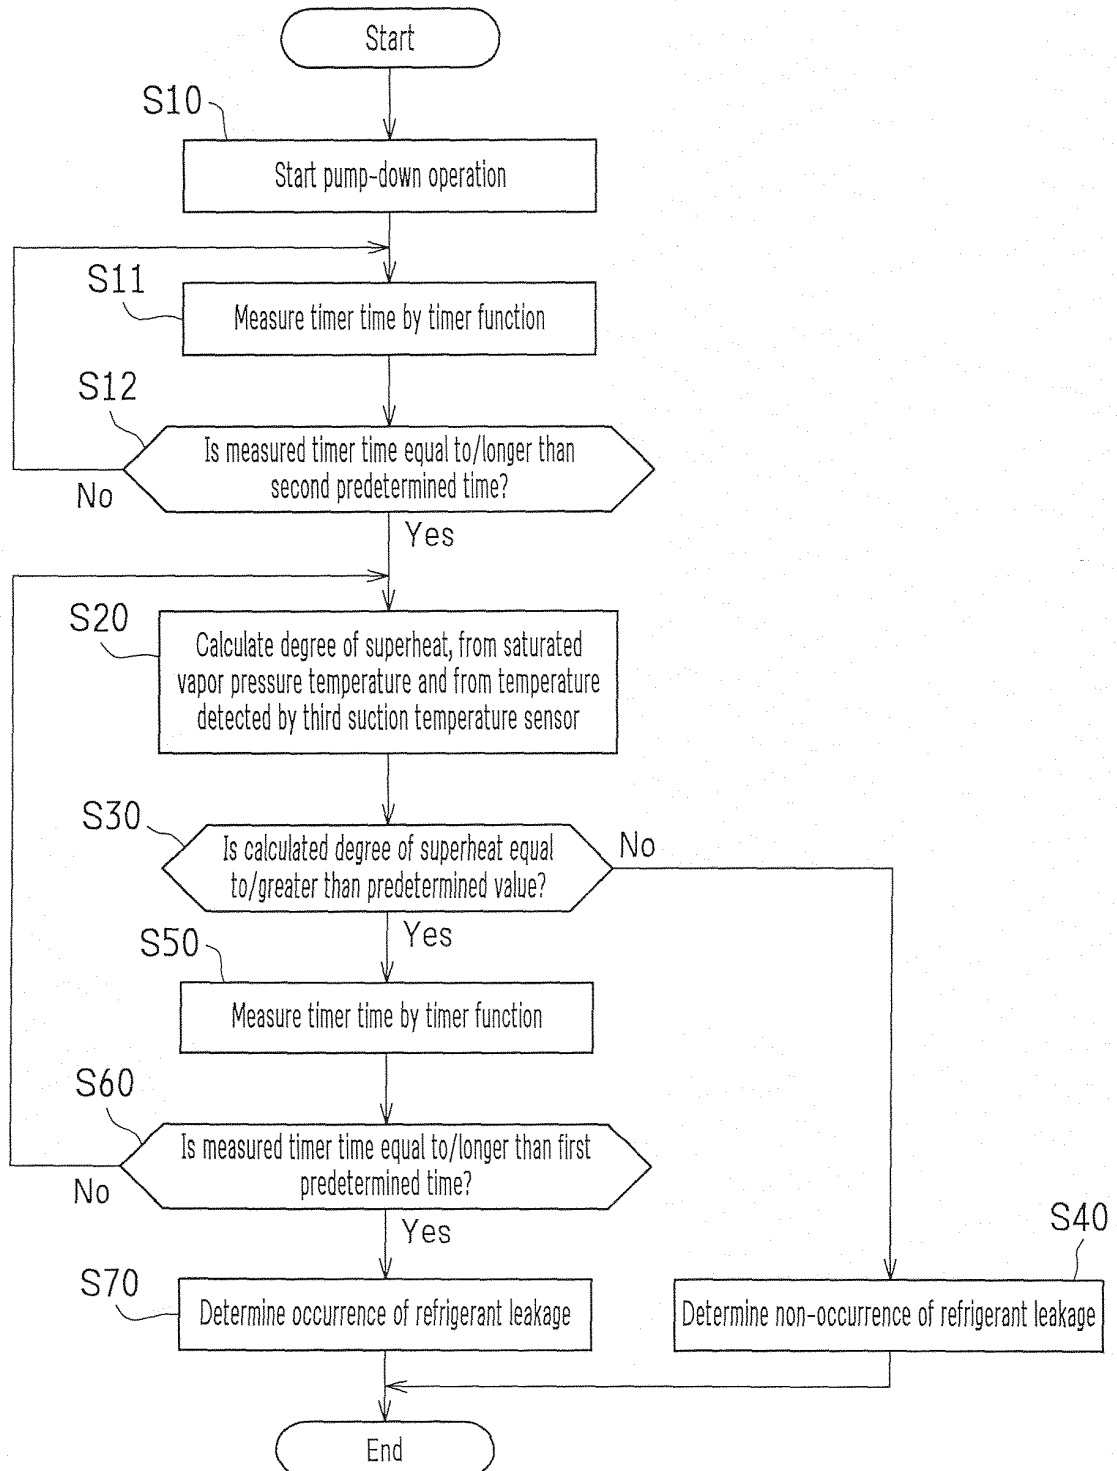 Start
S10
Start pump-down operation
S11
Measure timer time by timer function
S12
Is measured timer time equal to/longer than
second predetermined time?
No
Yes
S20
Calculate degree of superheat, from saturated
vapor pressure temperature and from temperature
detected by third suction temperature sensor
S30
Is calculated degree of superheat equal
to/greater than predetermined value?
No
Yes
S50
Measure timer time by timer function
S60
Is measured timer time equal to/longer than first
predetermined time?
No
Yes
S40
S70
Determine occurrence of refrigerant leakage
Determine non-occurrence of refrigerant leakage
End